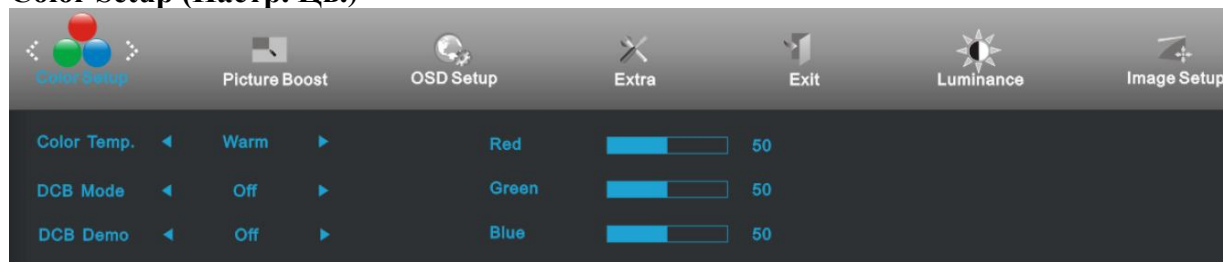 Color Setup (Настр. Цв.)
Color Setup Picture Boost OSD Setup Extra Exit Luminance Image Setup
Color Temp. Warm Red 50
DCB Mode Off Green 50
DCB Demo Off Blue 50